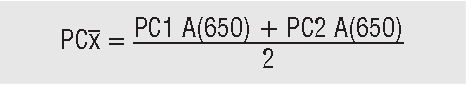 PCx̅ = PC1 A(650) + PC2 A(650)
2